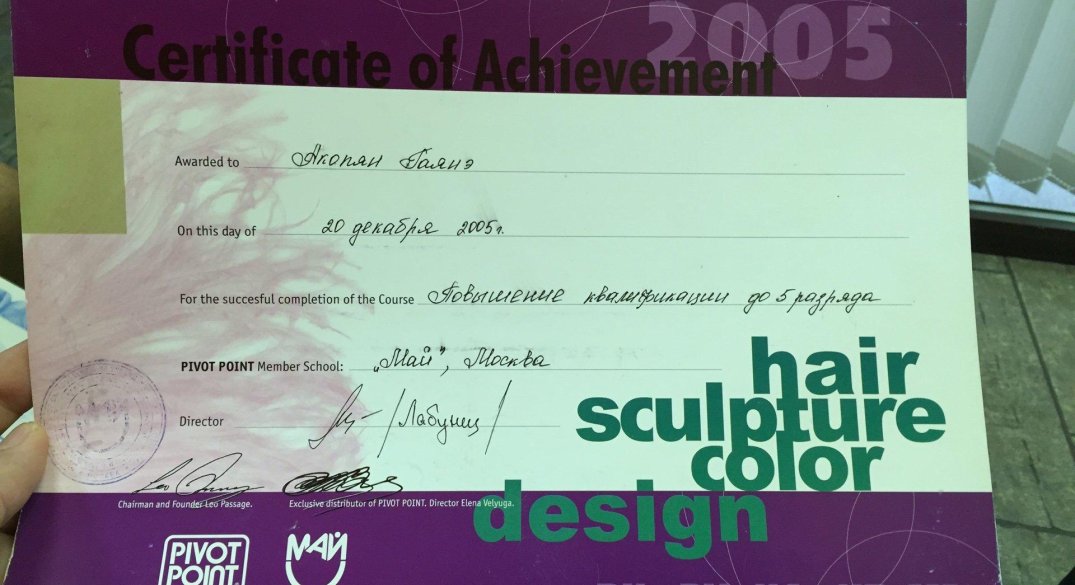 2005
Certificate of Achievement
Awarded to Акопян Гаянэ
On this day of 20 декабря 2005г.
For the succesful completion of the Course Повышение квалификации до 5 разряда
PIVOT POINT Member School: „Май", Москва
Director /Лабунец/
hair
sculpture
color
design
Chairman and Founder Leo Passage.
Exclusive distributor of PIVOT POINT. Director Elena Velyuga.
PIVOT
POINT
МАЙ